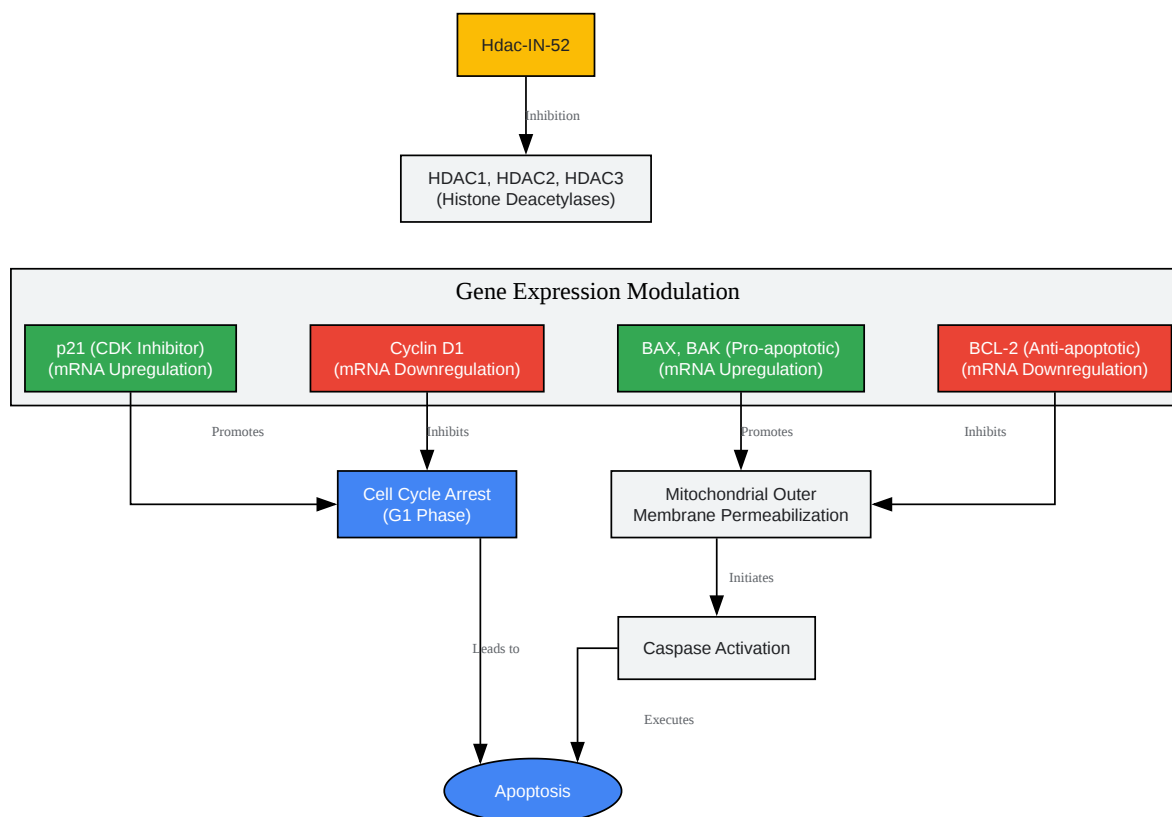 Hdac-IN-52
Inhibition
HDAC1, HDAC2, HDAC3
(Histone Deacetylases)
Gene Expression Modulation
p21 (CDK Inhibitor)
(mRNA Upregulation)
Cyclin D1
(mRNA Downregulation)
BAX, BAK (Pro-apoptotic)
(mRNA Upregulation)
BCL-2 (Anti-apoptotic)
(mRNA Downregulation)
Promotes
Inhibits
Promotes
Inhibits
Cell Cycle Arrest
(G1 Phase)
Mitochondrial Outer
Membrane Permeabilization
Initiates
Leads to
Caspase Activation
Executes
Apoptosis